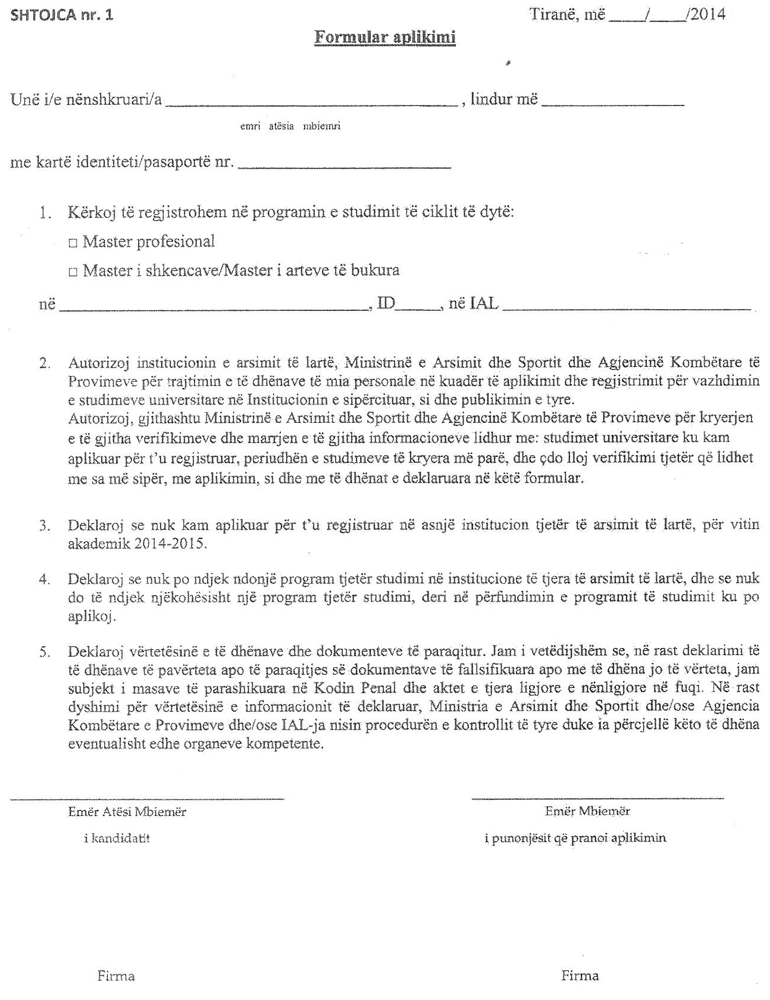 SHTOJCA nr. 1
Tiranë, më ____/____/2014
Formular aplikimi
Unë i/e nënshkruari/a ____________________, lindur më ____________________
emri atësia mbiemri
me kartë identiteti/pasaportë nr. ____________________
1. Kërkoj të regjistrohem në programin e studimit të ciklit të dytë:
□ Master profesional
□ Master i shkencave/Master i arteve të bukura
në ____________________, ID_____, në IAL ____________________
2. Autorizoj institucionin e arsimit të lartë, Ministrinë e Arsimit dhe Sportit dhe Agjencinë Kombëtare të
Provimeve për trajtimin e të dhënave të mia personale në kuadër të aplikimit dhe regjistrimit për vazhdimin
e studimeve universitare në Institucionin e sipërcituar, si dhe publikimin e tyre.
Autorizoj, gjithashtu Ministrinë e Arsimit dhe Sportit dhe Agjencinë Kombëtare të Provimeve për kryerjen
e të gjitha verifikimeve dhe marrjen e të gjitha informacioneve lidhur me: studimet universitare ku kam
aplikuar për t'u regjistruar, periudhën e studimeve të kryera më parë, dhe çdo lloj verifikimi tjetër që lidhet
me sa më sipër, me aplikimin, si dhe me të dhënat e deklaruara në këtë formular.
3. Deklaroj se nuk kam aplikuar për t'u regjistruar në asnjë institucion tjetër të arsimit të lartë, për vitin
akademik 2014-2015.
4. Deklaroj se nuk po ndjek ndonjë program tjetër studimi në institucione të tjera të arsimit të lartë, dhe se nuk
do të ndjek njëkohësisht një program tjetër studimi, deri në përfundimin e programit të studimit ku po
aplikoj.
5. Deklaroj vërtetësinë e të dhënave dhe dokumenteve të paraqitur. Jam i vetëdijshëm se, në rast deklarimi të
të dhënave të pavërteta apo të paraqitjes së dokumentave të fallsifikuara apo me të dhëna jo të vërteta, jam
subjekt i masave të parashikuara në Kodin Penal dhe aktet e tjera ligjore e nënligjore në fuqi. Në rast
dyshimi për vërtetësinë e informacionit të deklaruar, Ministria e Arsimit dhe Sportit dhe/ose Agjencia
Kombëtare e Provimeve dhe/ose IAL-ja nisin procedurën e kontrollit të tyre duke ia përcjellë këto të dhëna
eventualisht edhe organeve kompetente.
Emër Atësi Mbiemër
Emër Mbiemër
i kandidatit
i punonjësit që pranoi aplikimin
Firma
Firma